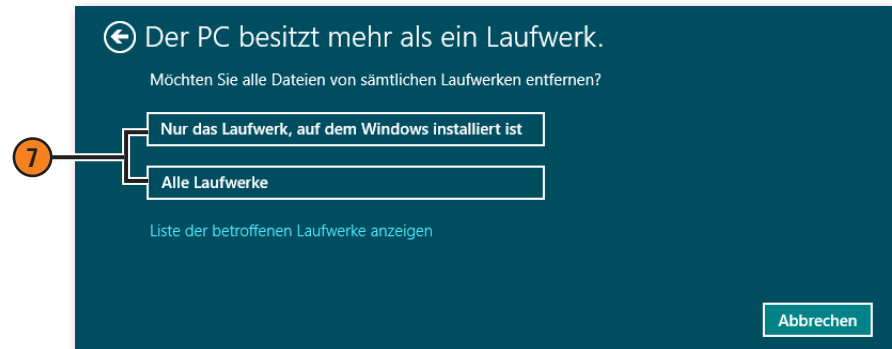 Der PC besitzt mehr als ein Laufwerk.
Möchten Sie alle Dateien von sämtlichen Laufwerken entfernen?
Nur das Laufwerk, auf dem Windows installiert ist
7
Alle Laufwerke
Liste der betroffenen Laufwerke anzeigen
Abbrechen